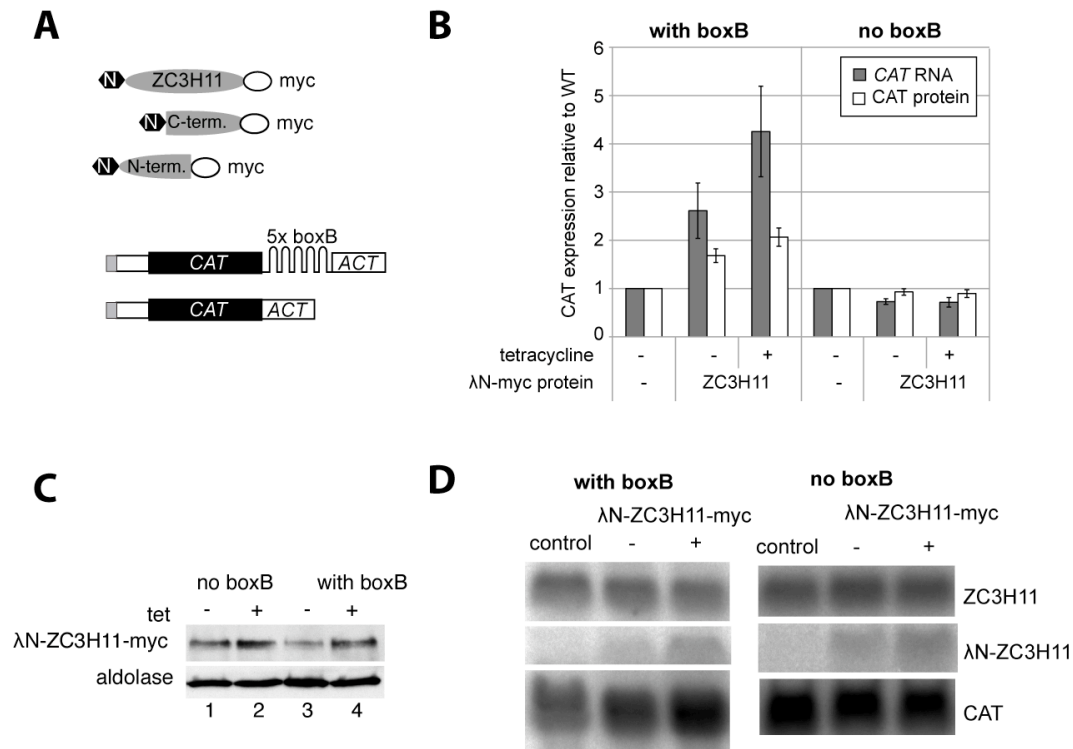 A
N ZC3H11 myc
N C-term. myc
N N-term. myc
5x boxB
CAT ACT
CAT ACT
B
with boxB no boxB
CAT expression relative to WT
6
5
4
3
2
1
0
CAT RNA
CAT protein
tetracycline - - + - - +
λN-myc protein - ZC3H11 - ZC3H11
C
no boxB with boxB
tet - + - +
λN-ZC3H11-myc
aldolase
1 2 3 4
D
with boxB no boxB
λN-ZC3H11-myc λN-ZC3H11-myc
control - + control - +
ZC3H11
λN-ZC3H11
CAT